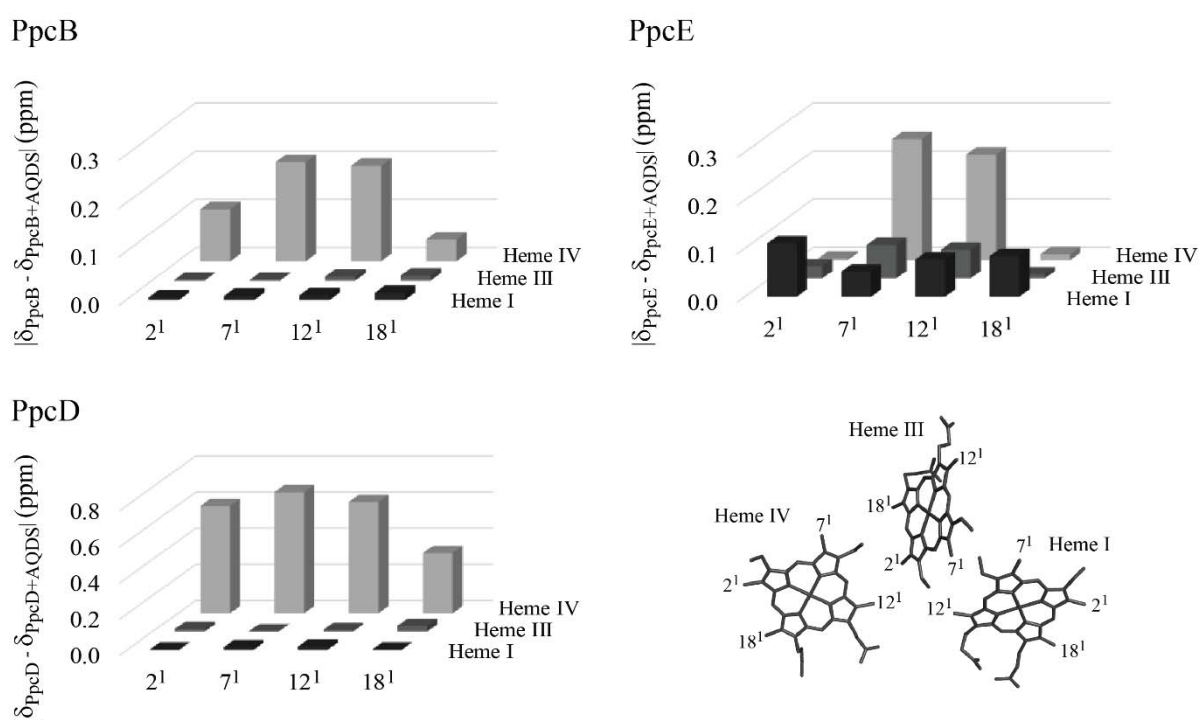 PpcB
|δPpcB - δPpcB+AQDS| (ppm)
0.3
0.2
0.1
0.0
2¹ 7¹ 12¹ 18¹
Heme IV
Heme III
Heme I
PpcE
|δPpcE - δPpcE+AQDS| (ppm)
0.3
0.2
0.1
0.0
2¹ 7¹ 12¹ 18¹
Heme IV
Heme III
Heme I
PpcD
|δPpcD - δPpcD+AQDS| (ppm)
0.8
0.6
0.4
0.2
0.0
2¹ 7¹ 12¹ 18¹
Heme IV
Heme III
Heme I
Heme III
12¹
18¹
2¹
7¹
Heme IV
7¹
2¹
12¹
18¹
Heme I
7¹
2¹
12¹
18¹